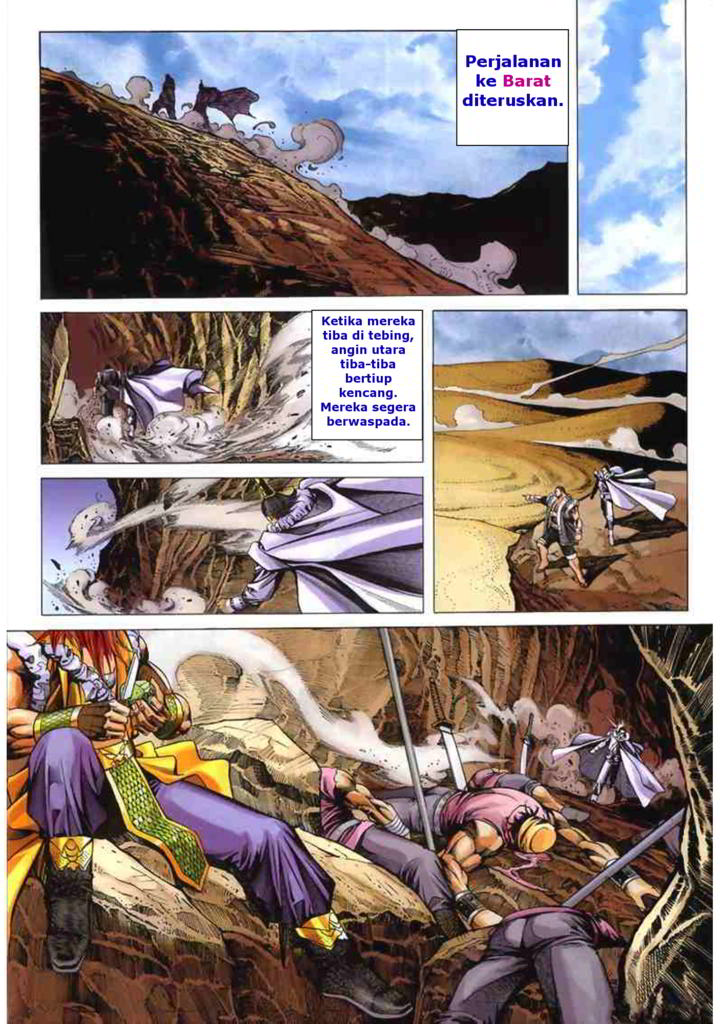 Perjalanan
ke Barat
diteruskan.
Ketika mereka
tiba di tebing,
angin utara
tiba-tiba
bertiup
kencang.
Mereka segera
berwaspada.